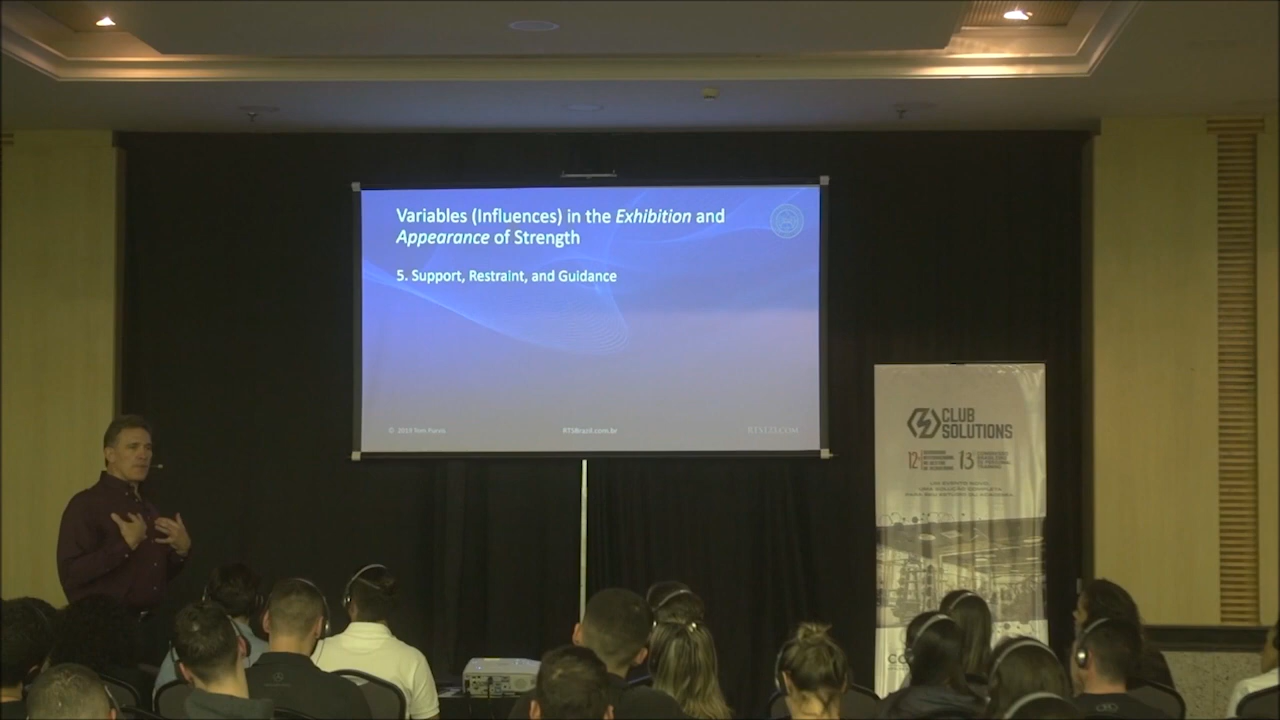 Variables (Influences) in the Exhibition and
Appearance of Strength
5. Support, Restraint, and Guidance
© 2019 Tom Purvis
RTSBrazil.com.br
RTS123.COM
CLUB
SOLUTIONS
12
13